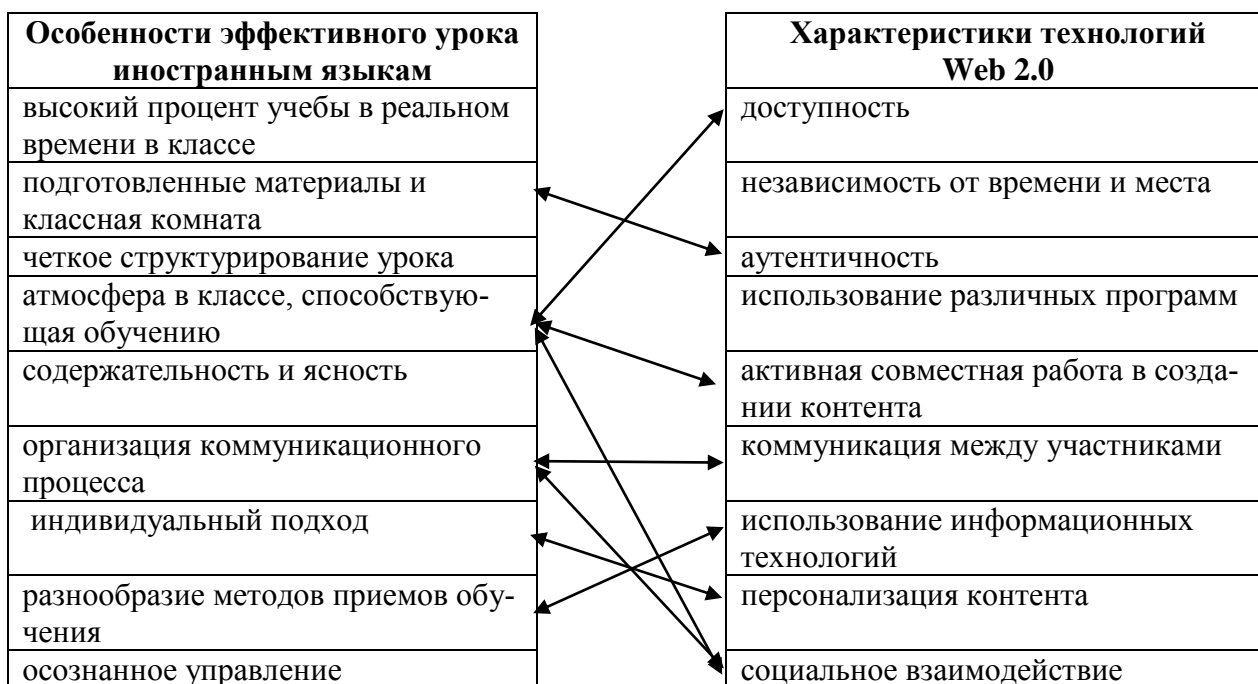 Особенности эффективного урока
иностранным языкам
высокий процент учебы в реальном
времени в классе
подготовленные материалы и
классная комната
четкое структурирование урока
атмосфера в классе, способствую-
щая обучению
содержательность и ясность
организация коммуникационного
процесса
индивидуальный подход
разнообразие методов приемов обу-
чения
осознанное управление
Характеристики технологий
Web 2.0
доступность
независимость от времени и места
аутентичность
использование различных программ
активная совместная работа в созда-
нии контента
коммуникация между участниками
использование информационных
технологий
персонализация контента
социальное взаимодействие